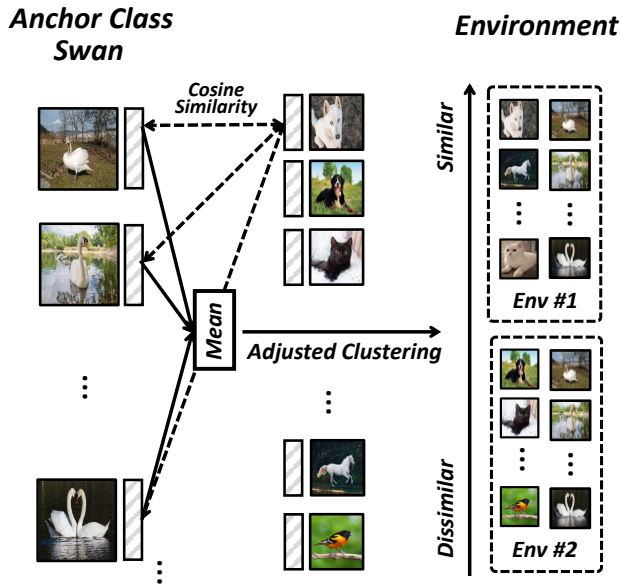 Anchor Class
Swan
Environment
Cosine
Similarity
Similar
Env #1
Mean
Adjusted Clustering
Dissimilar
Env #2